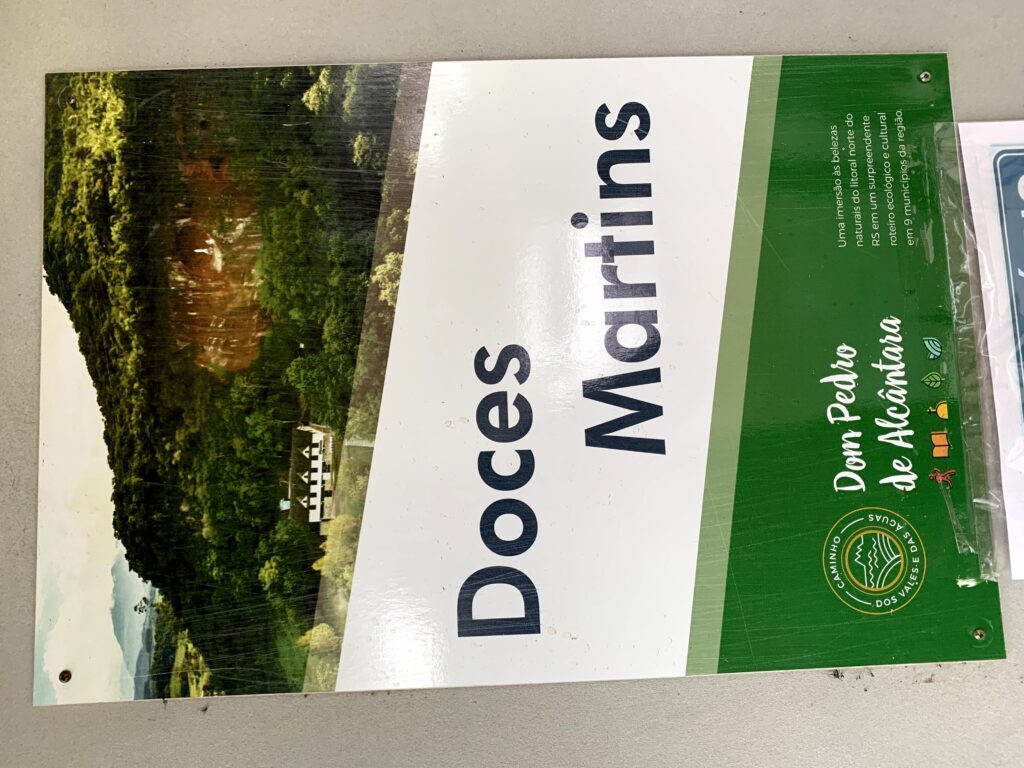 Doces
Martins
CAMINHO
DOS VALES E DAS ÁGUAS
Dom Pedro
de Alcântara
Uma imersão às belezas
naturais do litoral norte do
RS em um surpreendente
roteiro ecológico e cultural
em 9 municípios da região.